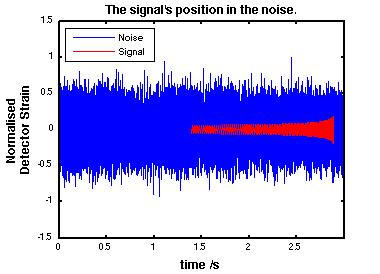 The signal's position in the noise.
1.5
1
0.5
0
-0.5
-1
-1.5
Normalised
Detector Strain
Noise
Signal
0
0.5
1
1.5
2
2.5
time /s